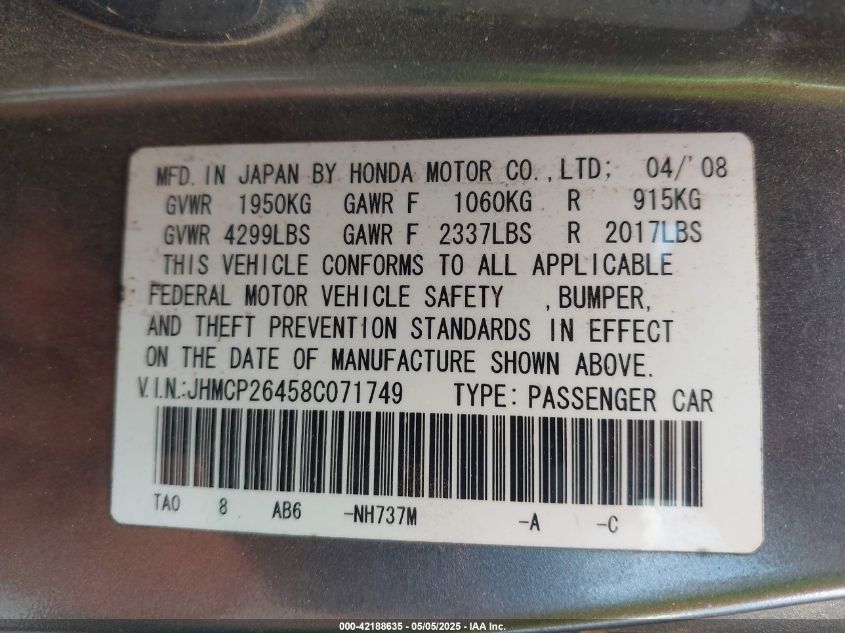 MFD. IN JAPAN BY HONDA MOTOR CO.,LTD; 04/'08
GVWR 1950KG GAWR F 1060KG R 915KG
GVWR 4299LBS GAWR F 2337LBS R 2017LBS
THIS VEHICLE CONFORMS TO ALL APPLICABLE
FEDERAL MOTOR VEHICLE SAFETY ,BUMPER,
AND THEFT PREVENTION STANDARDS IN EFFECT
ON THE DATE OF MANUFACTURE SHOWN ABOVE.
V.I.N.:JHMCP26458C071749 TYPE: PASSENGER CAR
TA0 8 AB6 -NH737M -A -C
000-42188635 - 05/05/2025 - IAA Inc.